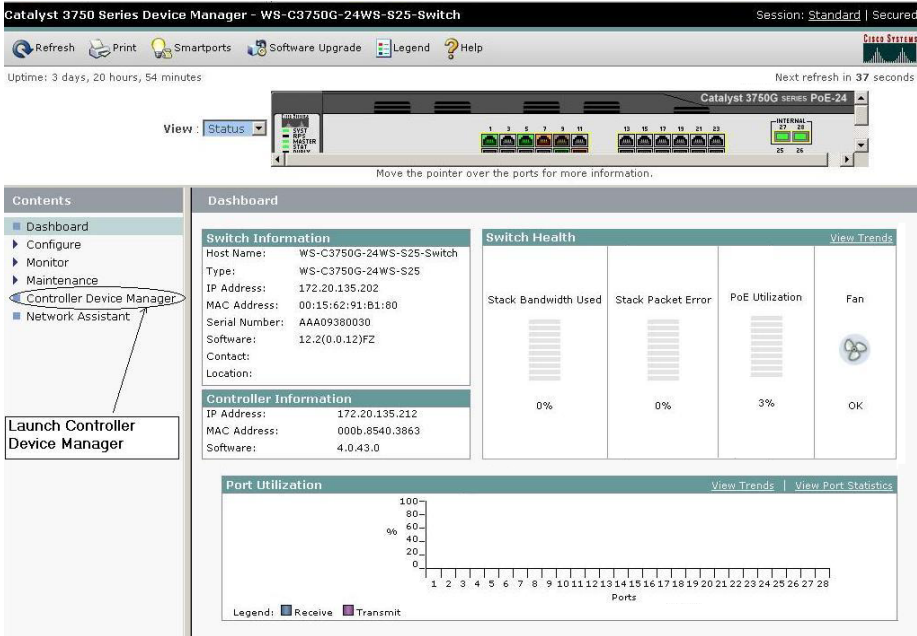 Catalyst 3750 Series Device Manager - WS-C3750G-24WS-S25-Switch
Session: Standard | Secured
Refresh Print Smartports Software Upgrade Legend Help
CISCO SYSTEMS
Uptime: 3 days, 20 hours, 54 minutes
Next refresh in 37 seconds
View : Status
Catalyst 3750G SERIES PoE-24
SYST
RPS
MASTER
STAT
1 3 5 7 9 11 13 15 17 19 21 23
INTERNAL
27 28
25 26
Move the pointer over the ports for more information.
Contents
Dashboard
Configure
Monitor
Maintenance
Controller Device Manager
Network Assistant
Launch Controller
Device Manager
Dashboard
Switch Information
Host Name: WS-C3750G-24WS-S25-Switch
Type: WS-C3750G-24WS-S25
IP Address: 172.20.135.202
MAC Address: 00:15:62:91:B1:80
Serial Number: AAA09380030
Software: 12.2(0.0.12)FZ
Contact:
Location:
Controller Information
IP Address: 172.20.135.212
MAC Address: 000b.8540.3863
Software: 4.0.43.0
Switch Health
View Trends
Stack Bandwidth Used Stack Packet Error PoE Utilization Fan
0% 0% 3% OK
Port Utilization
View Trends | View Port Statistics
100
80
60
%
40
20
0
1 2 3 4 5 6 7 8 9 10 11 12 13 14 15 16 17 18 19 20 21 22 23 24 25 26 27 28
Ports
Legend: Receive Transmit